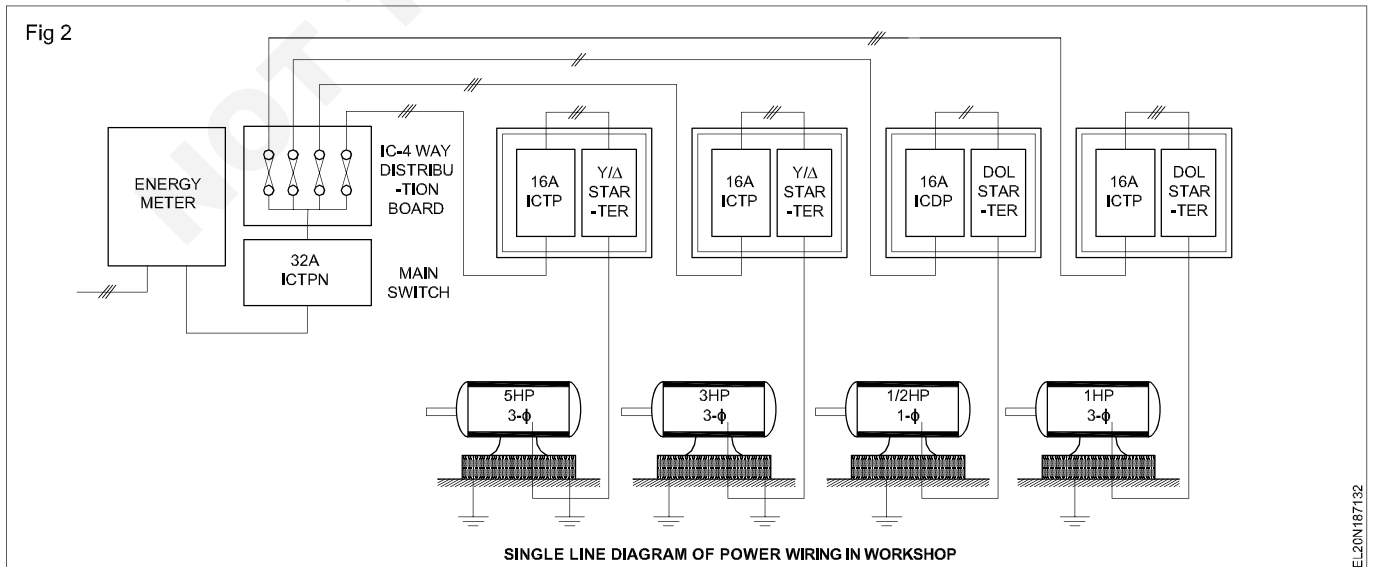 Fig 2
ENERGY
METER
IC-4 WAY
DISTRIBU
-TION
BOARD
32A
ICTPN
MAIN
SWITCH
16A
ICTP
Y/Δ
STAR
-TER
16A
ICTP
Y/Δ
STAR
-TER
16A
ICDP
DOL
STAR
-TER
16A
ICTP
DOL
STAR
-TER
5HP
3-ϕ
3HP
3-ϕ
1/2HP
1-ϕ
1HP
3-ϕ
SINGLE LINE DIAGRAM OF POWER WIRING IN WORKSHOP
EL20N187132
NOT